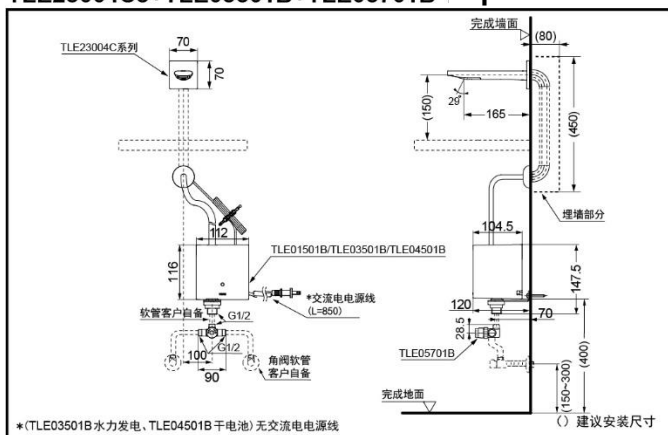 TLE23004C系列
70
70
完成墙面
(80)
(150)
29°
165
(450)
埋墙部分
112
116
TLE01501B/TLE03501B/TLE04501B
*交流电电源线
(L=850)
软管客户自备
G1/2
G1/2
100
90
角阀软管
客户自备
104.5
147.5
120
70
28.5
TLE05701B
(400)
(150~300)
完成地面
*(TLE03501B水力发电、TLE04501B干电池)无交流电电源线
()建议安装尺寸